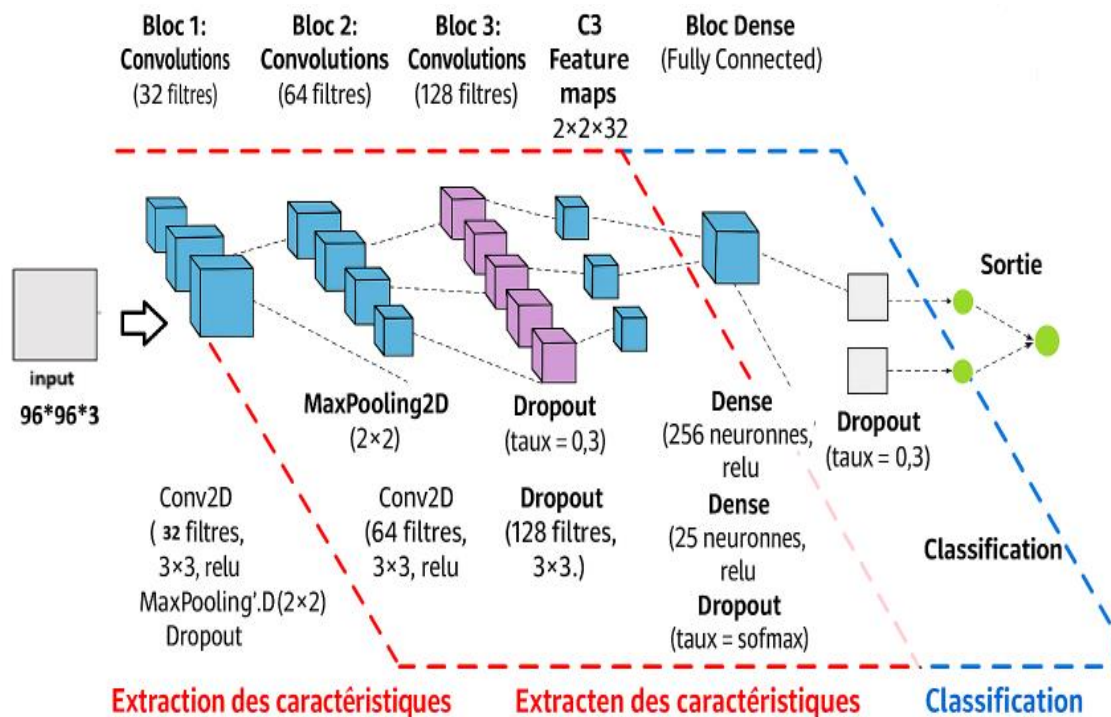 Bloc 1:
Convolutions
(32 filtres)
Bloc 2:
Convolutions
(64 filtres)
Bloc 3:
Convolutions
(128 filtres)
C3
Feature
maps
2×2×32
Bloc Dense
(Fully Connected)
input
96*96*3
Sortie
MaxPooling2D
(2×2)
Dropout
(taux = 0,3)
Dense
(256 neuronnes,
relu
Dropout
(taux = 0,3)
Conv2D
( 32 filtres,
3×3, relu
MaxPooling'.D(2×2)
Dropout
Conv2D
(64 filtres,
3×3, relu
Dropout
(128 filtres,
3×3.)
Dense
(25 neuronnes,
relu
Dropout
(taux = sofmax)
Classification
Extraction des caractéristiques
Extracten des caractéristiques
Classification